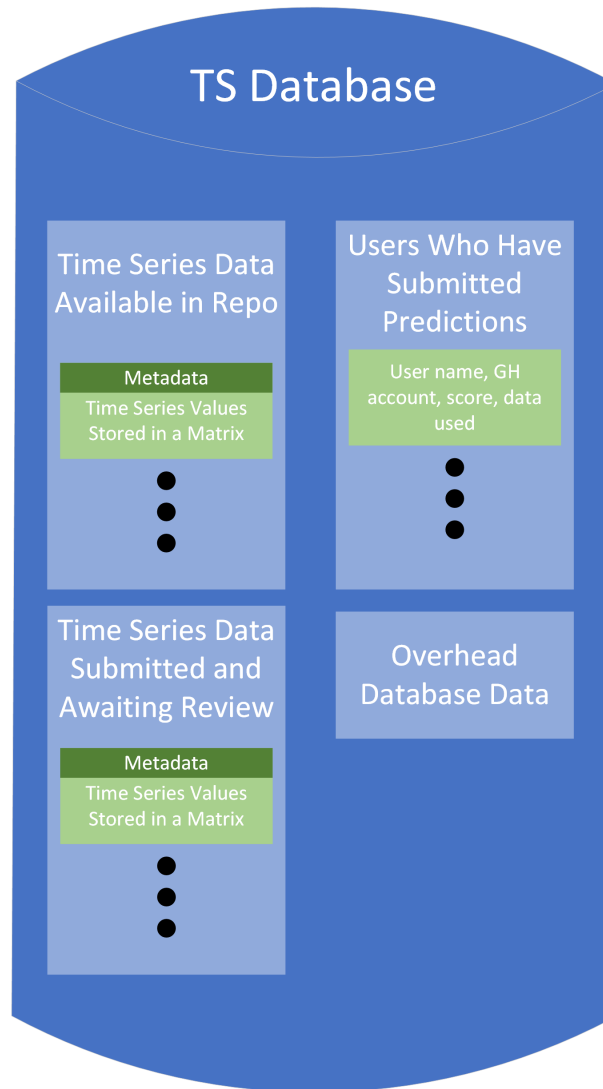 TS Database
Time Series Data
Available in Repo
Metadata
Time Series Values
Stored in a Matrix
Users Who Have
Submitted
Predictions
User name, GH
account, score, data
used
Time Series Data
Submitted and
Awaiting Review
Metadata
Time Series Values
Stored in a Matrix
Overhead
Database Data